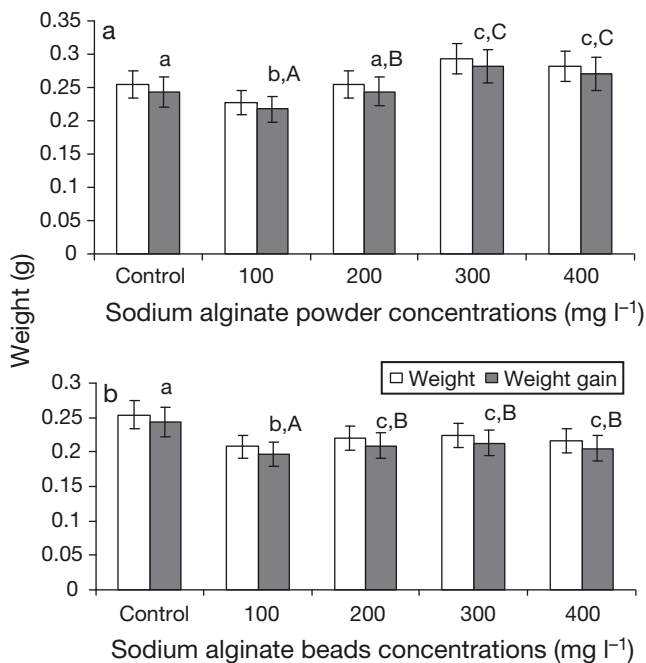 a
0.35
0.3
0.25
0.2
0.15
0.1
0.05
0
a
b,A
a,B
c,C
c,C
Control 100 200 300 400
Sodium alginate powder concentrations (mg l⁻¹)
Weight (g)
b
0.3
0.25
0.2
0.15
0.1
0.05
0
Weight Weight gain
a
b,A
c,B
c,B
c,B
Control 100 200 300 400
Sodium alginate beads concentrations (mg l⁻¹)